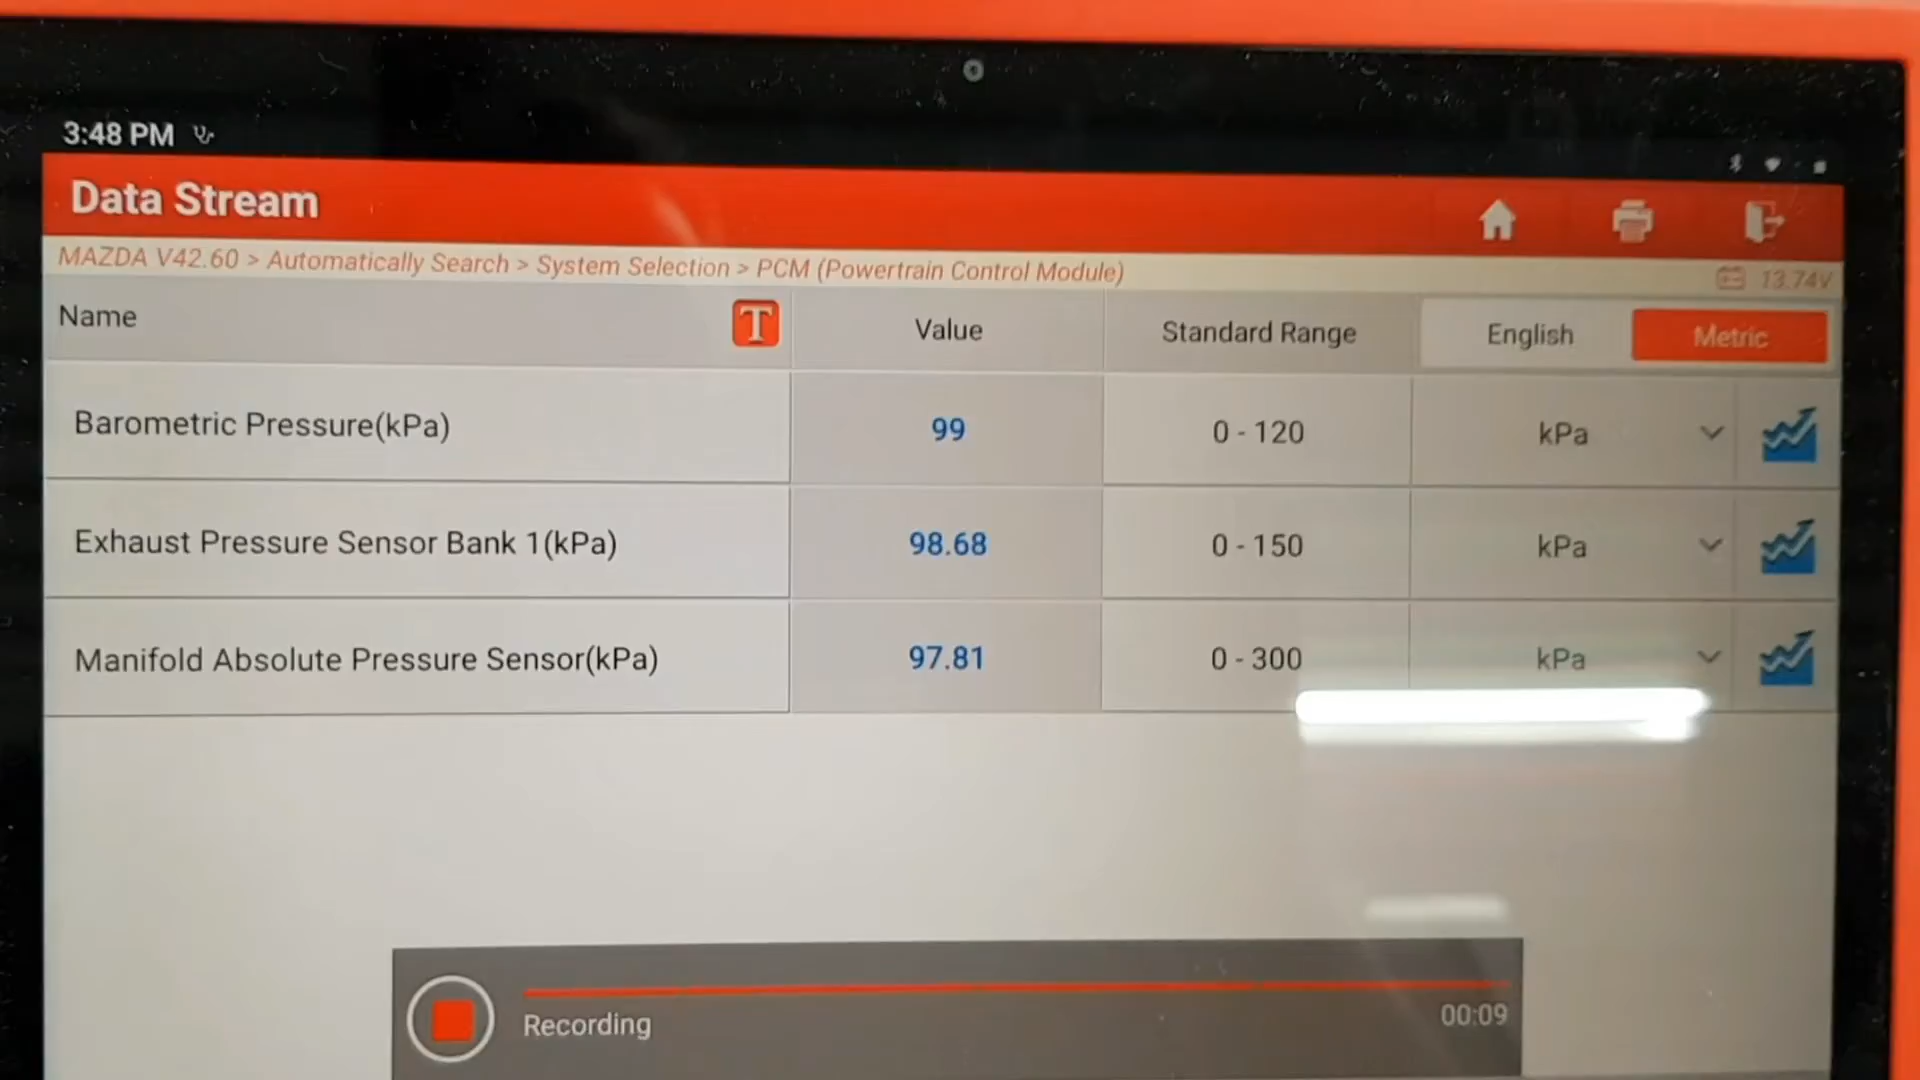 3:48 PM
Data Stream
MAZDA V42.60 > Automatically Search > System Selection > PCM (Powertrain Control Module)
13.74V
Name T Value Standard Range English Metric
Barometric Pressure(kPa) 99 0 - 120 kPa
Exhaust Pressure Sensor Bank 1(kPa) 98.68 0 - 150 kPa
Manifold Absolute Pressure Sensor(kPa) 97.81 0 - 300 kPa
Recording 00:09